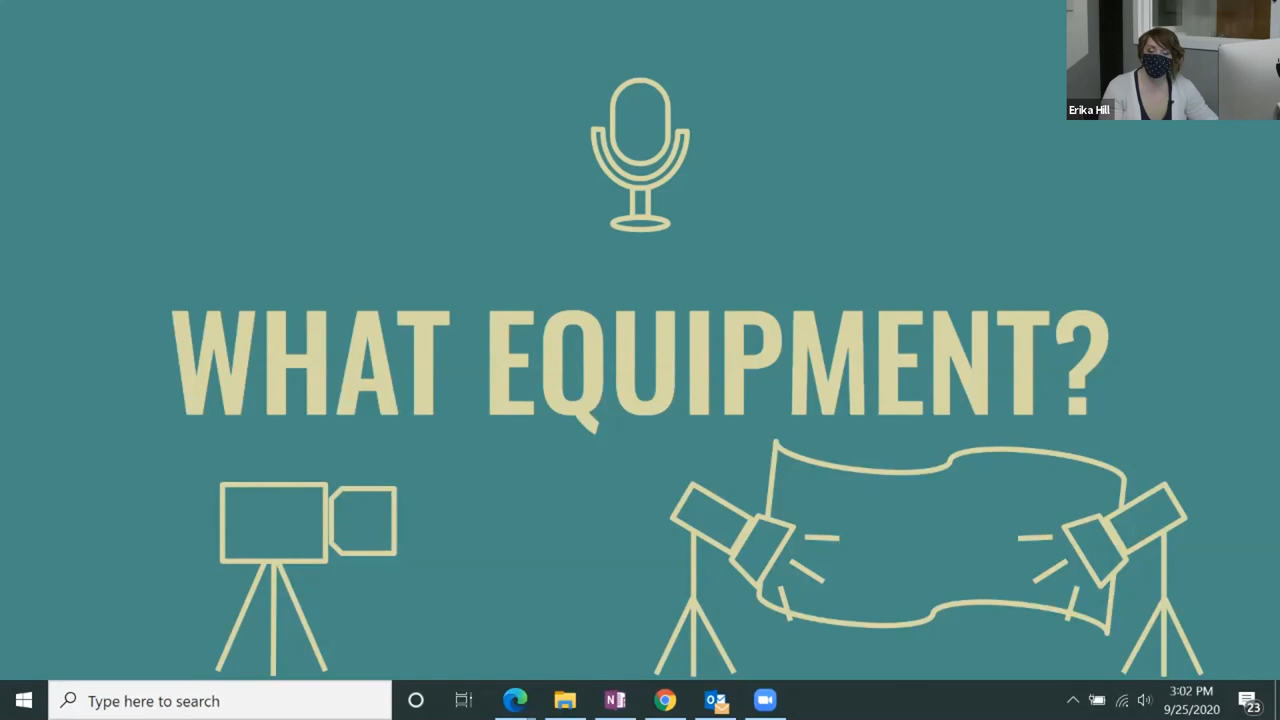 Erika Hill
WHAT EQUIPMENT?
Type here to search
3:02 PM
9/25/2020
23